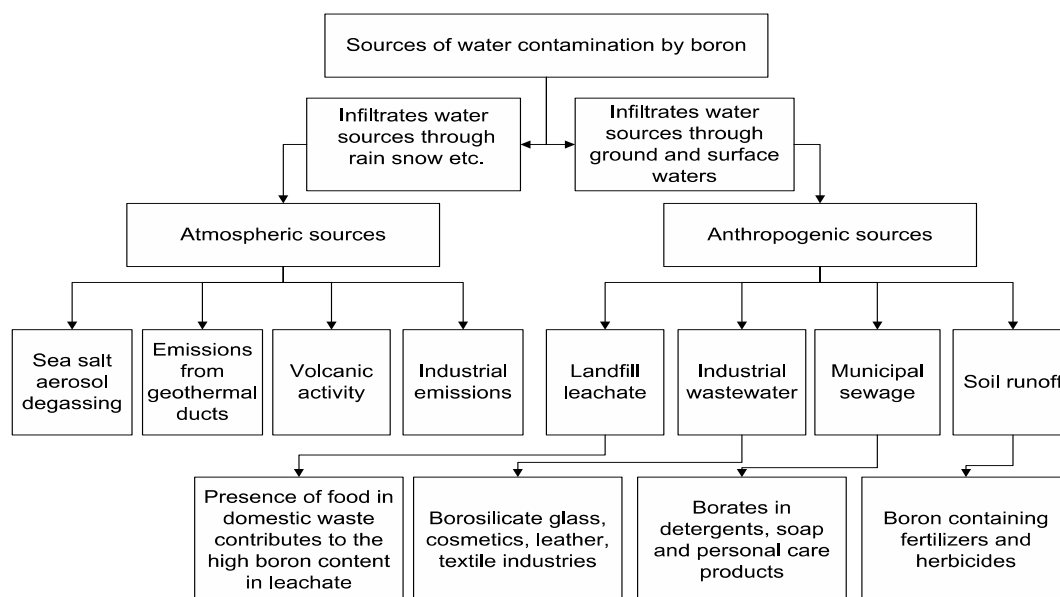 Sources of water contamination by boron
Infiltrates water
sources through
rain snow etc.
Infiltrates water
sources through
ground and surface
waters
Atmospheric sources
Anthropogenic sources
Sea salt
aerosol
degassing
Emissions
from
geothermal
ducts
Volcanic
activity
Industrial
emissions
Landfill
leachate
Industrial
wastewater
Municipal
sewage
Soil runoff
Presence of food in
domestic waste
contributes to the
high boron content
in leachate
Borosilicate glass,
cosmetics, leather,
textile industries
Borates in
detergents, soap
and personal care
products
Boron containing
fertilizers and
herbicides